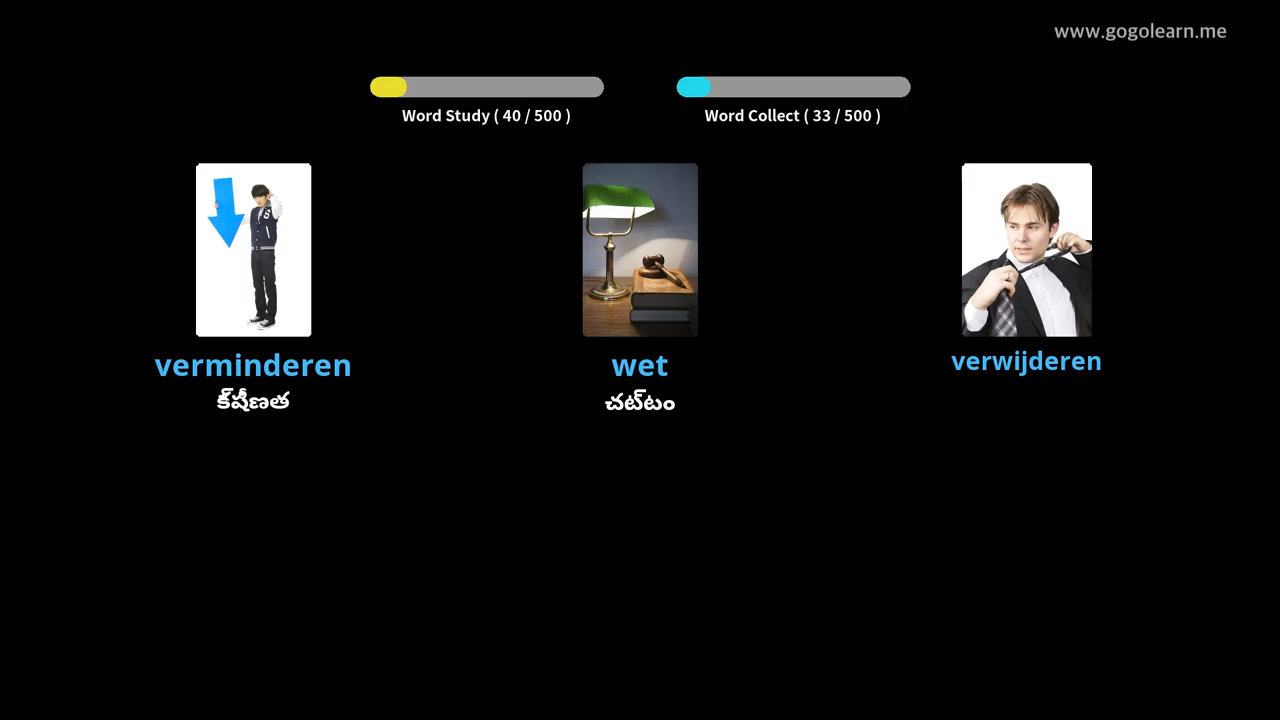 www.gogolearn.me
Word Study ( 40 / 500 )
Word Collect ( 33 / 500 )
verminderen
wet
verwijderen
క్షీణత
చట్టం